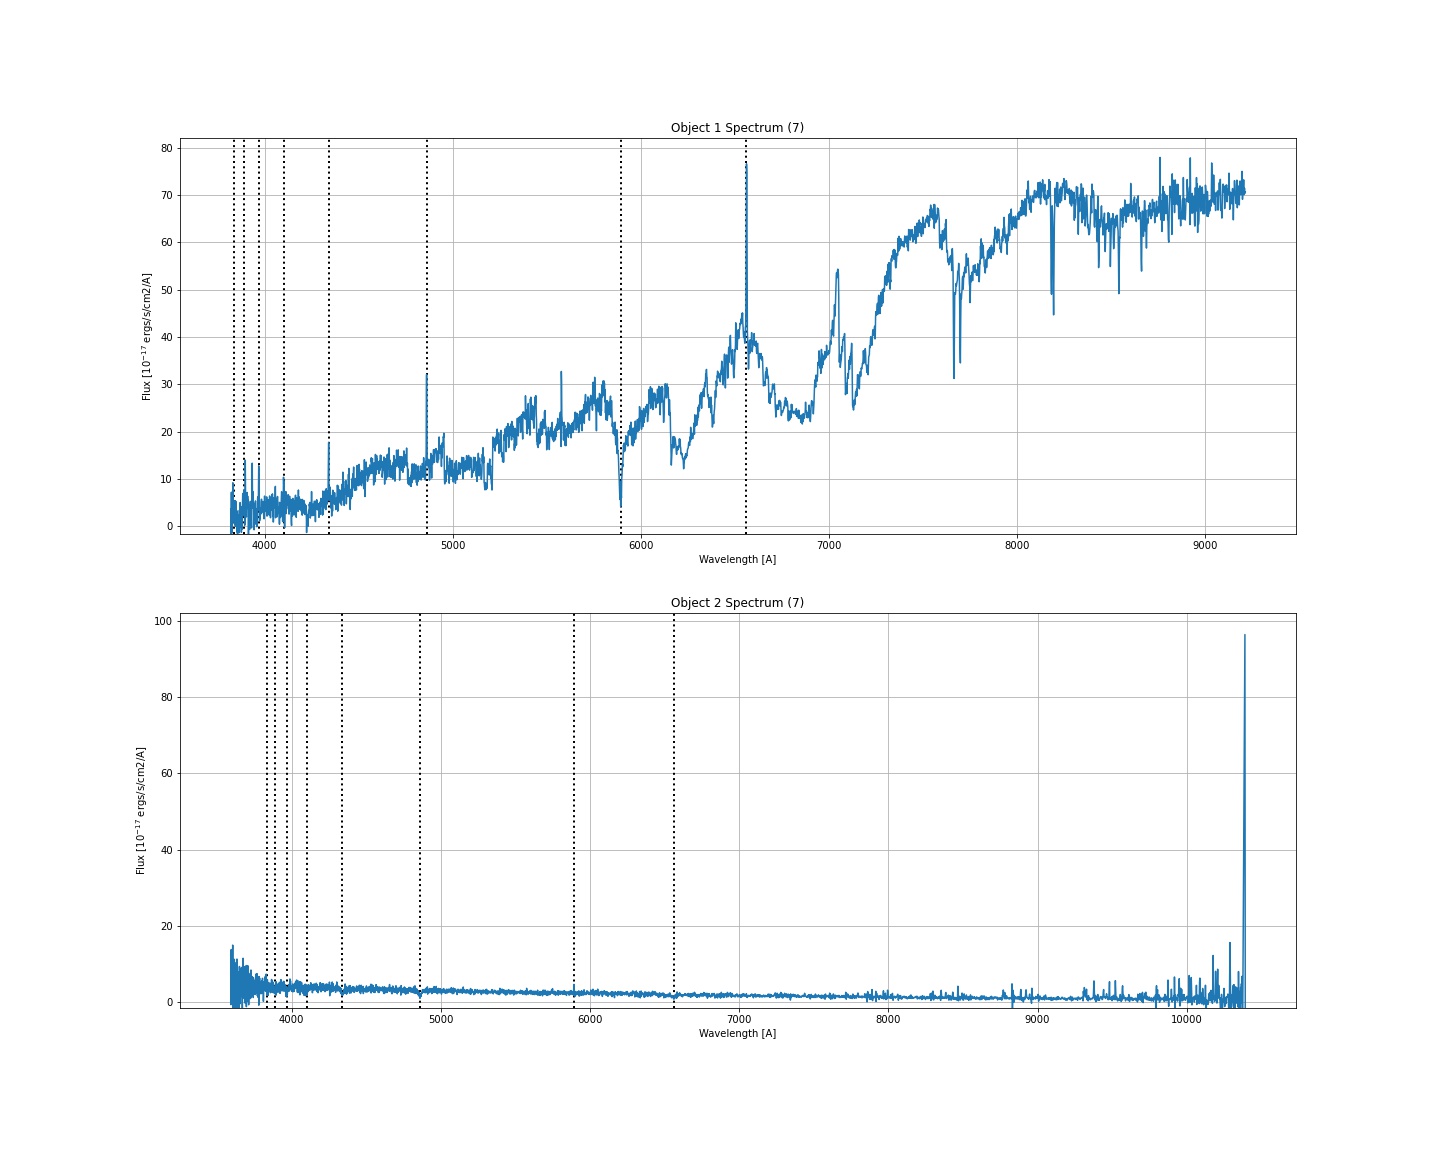 Object 1 Spectrum (7)
80
70
60
50
40
30
20
10
0
Flux [10⁻¹⁷ ergs/s/cm2/A]
4000 5000 6000 7000 8000 9000
Wavelength [A]
Object 2 Spectrum (7)
100
80
60
40
20
0
Flux [10⁻¹⁷ ergs/s/cm2/A]
4000 5000 6000 7000 8000 9000 10000
Wavelength [A]